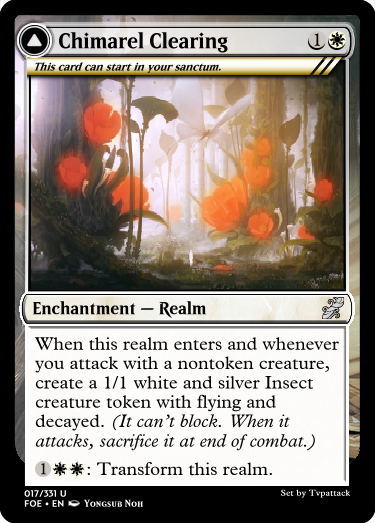 Chimarel Clearing 1
This card can start in your sanctum.
Enchantment — Realm
When this realm enters and whenever
you attack with a nontoken creature,
create a 1/1 white and silver Insect
creature token with flying and
decayed. (It can't block. When it
attacks, sacrifice it at end of combat.)
1: Transform this realm.
017/331 U
Set by Tvpattack
FOE • EN Yongsub Noh